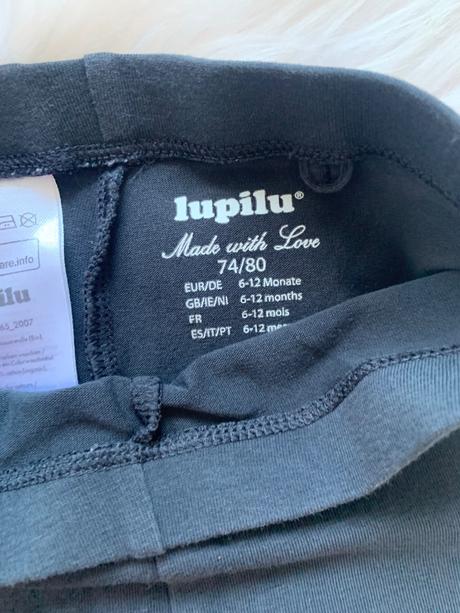 lupilu®
Made with Love
74/80
EUR/DE 6-12 Monate
GB/IE/NI 6-12 months
FR 6-12 mois
ES/IT/PT 6-12
are.info
ilu
_2007